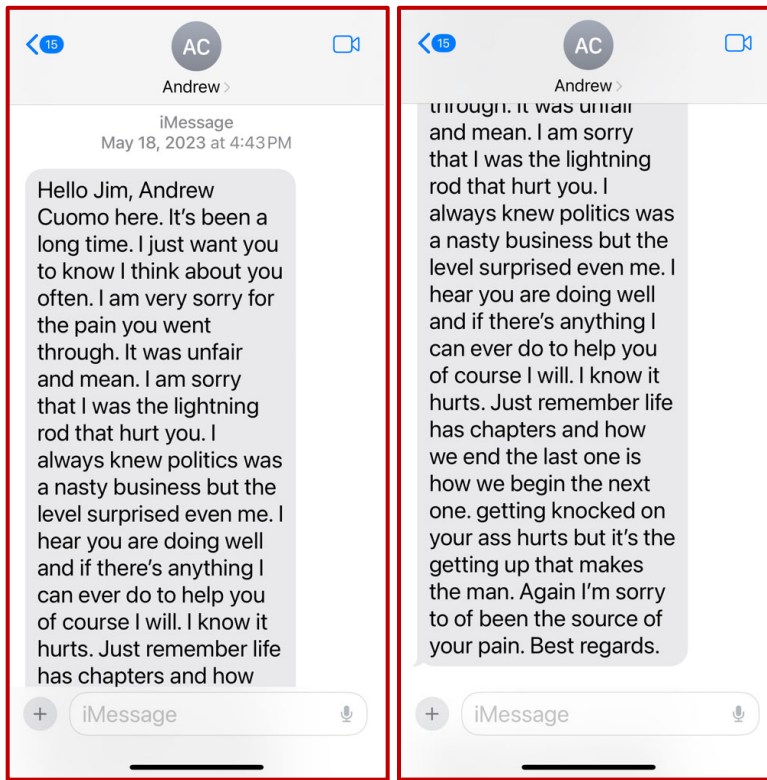 15
AC
Andrew >
iMessage
May 18, 2023 at 4:43 PM
Hello Jim, Andrew
Cuomo here. It's been a
long time. I just want you
to know I think about you
often. I am very sorry for
the pain you went
through. It was unfair
and mean. I am sorry
that I was the lightning
rod that hurt you. I
always knew politics was
a nasty business but the
level surprised even me. I
hear you are doing well
and if there's anything I
can ever do to help you
of course I will. I know it
hurts. Just remember life
has chapters and how
iMessage
15
AC
Andrew >
through. It was unfair
and mean. I am sorry
that I was the lightning
rod that hurt you. I
always knew politics was
a nasty business but the
level surprised even me. I
hear you are doing well
and if there's anything I
can ever do to help you
of course I will. I know it
hurts. Just remember life
has chapters and how
we end the last one is
how we begin the next
one. getting knocked on
your ass hurts but it's the
getting up that makes
the man. Again I'm sorry
to of been the source of
your pain. Best regards.
iMessage